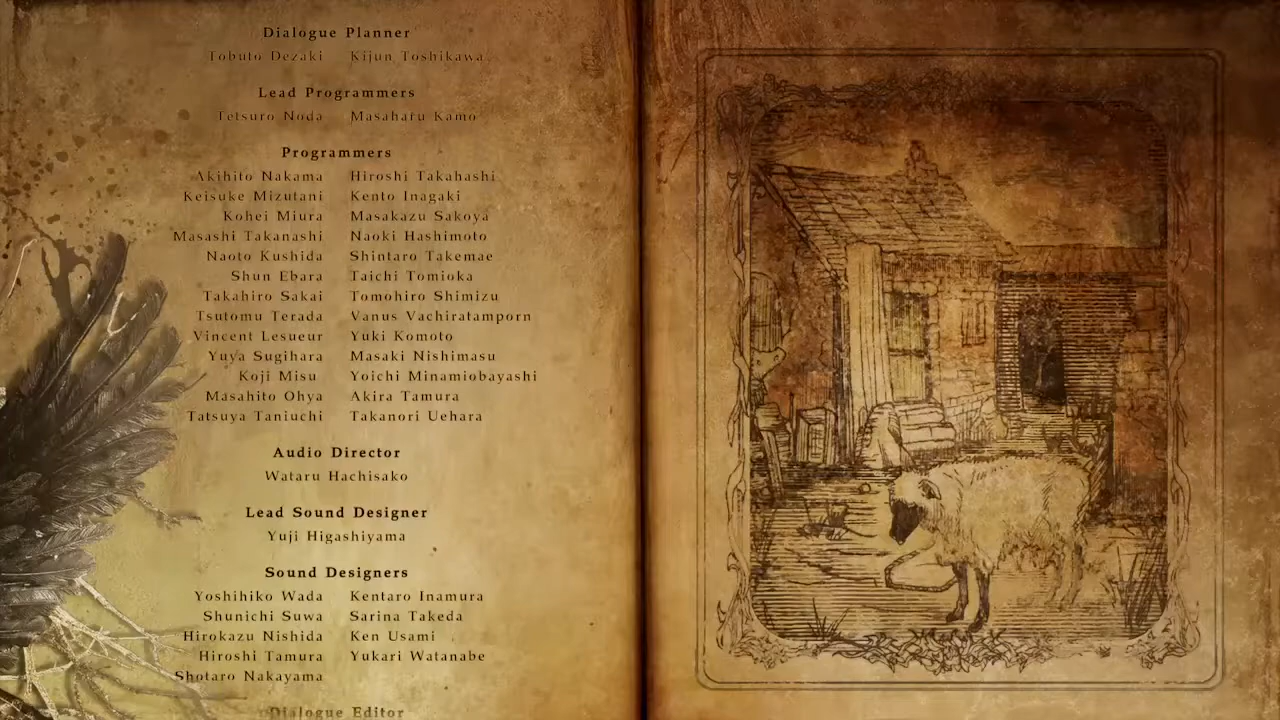 Dialogue Planner
Tobuto Dezaki Kijun Toshikawa
Lead Programmers
Tetsuro Noda Masaharu Kamo
Programmers
Akihito Nakama Hiroshi Takahashi
Keisuke Mizutani Kento Inagaki
Kohei Miura Masakazu Sakoya
Masashi Takanashi Naoki Hashimoto
Naoto Kushida Shintaro Takemae
Shun Ebara Taichi Tomioka
Takahiro Sakai Tomohiro Shimizu
Tsutomu Terada Vanus Vachiratamporn
Vincent Lesueur Yuki Komoto
Yuya Sugihara Masaki Nishimasu
Koji Misu Yoichi Minamiobayashi
Masahito Ohya Akira Tamura
Tatsuya Taniuchi Takanori Uehara
Audio Director
Wataru Hachisako
Lead Sound Designer
Yuji Higashiyama
Sound Designers
Yoshihiko Wada Kentaro Inamura
Shunichi Suwa Sarina Takeda
Hirokazu Nishida Ken Usami
Hiroshi Tamura Yukari Watanabe
Shotaro Nakayama
Dialogue Editor